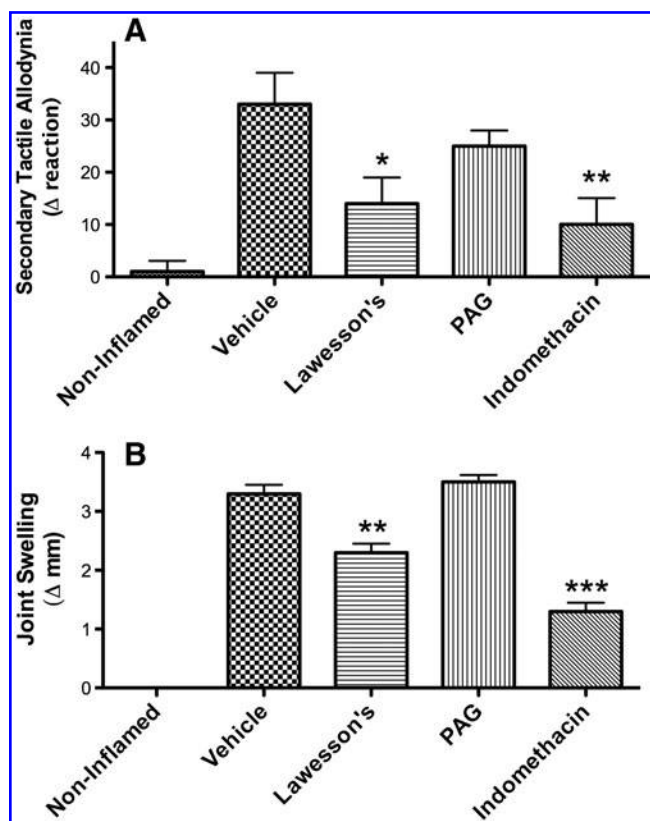 A
Secondary Tactile Allodynia
(Δ reaction)
40
30
20
10
0
*
**
Non-Inflamed
Vehicle
Lawesson's
PAG
Indomethacin
B
Joint Swelling
(Δ mm)
4
3
2
1
0
**
***
Non-Inflamed
Vehicle
Lawesson's
PAG
Indomethacin